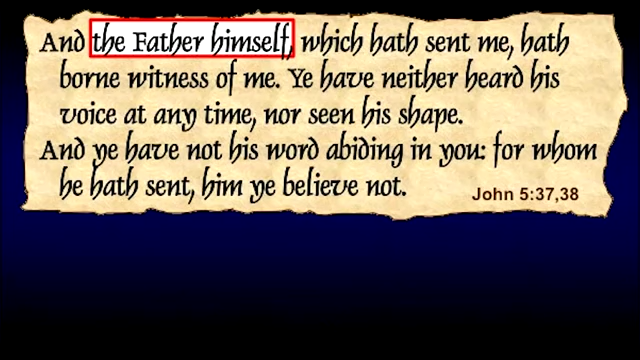 And the Father himself, which hath sent me, hath
borne witness of me. Ye have neither heard his
voice at any time, nor seen his shape.
And ye have not his word abiding in you: for whom
he hath sent, him ye believe not.
John 5:37,38